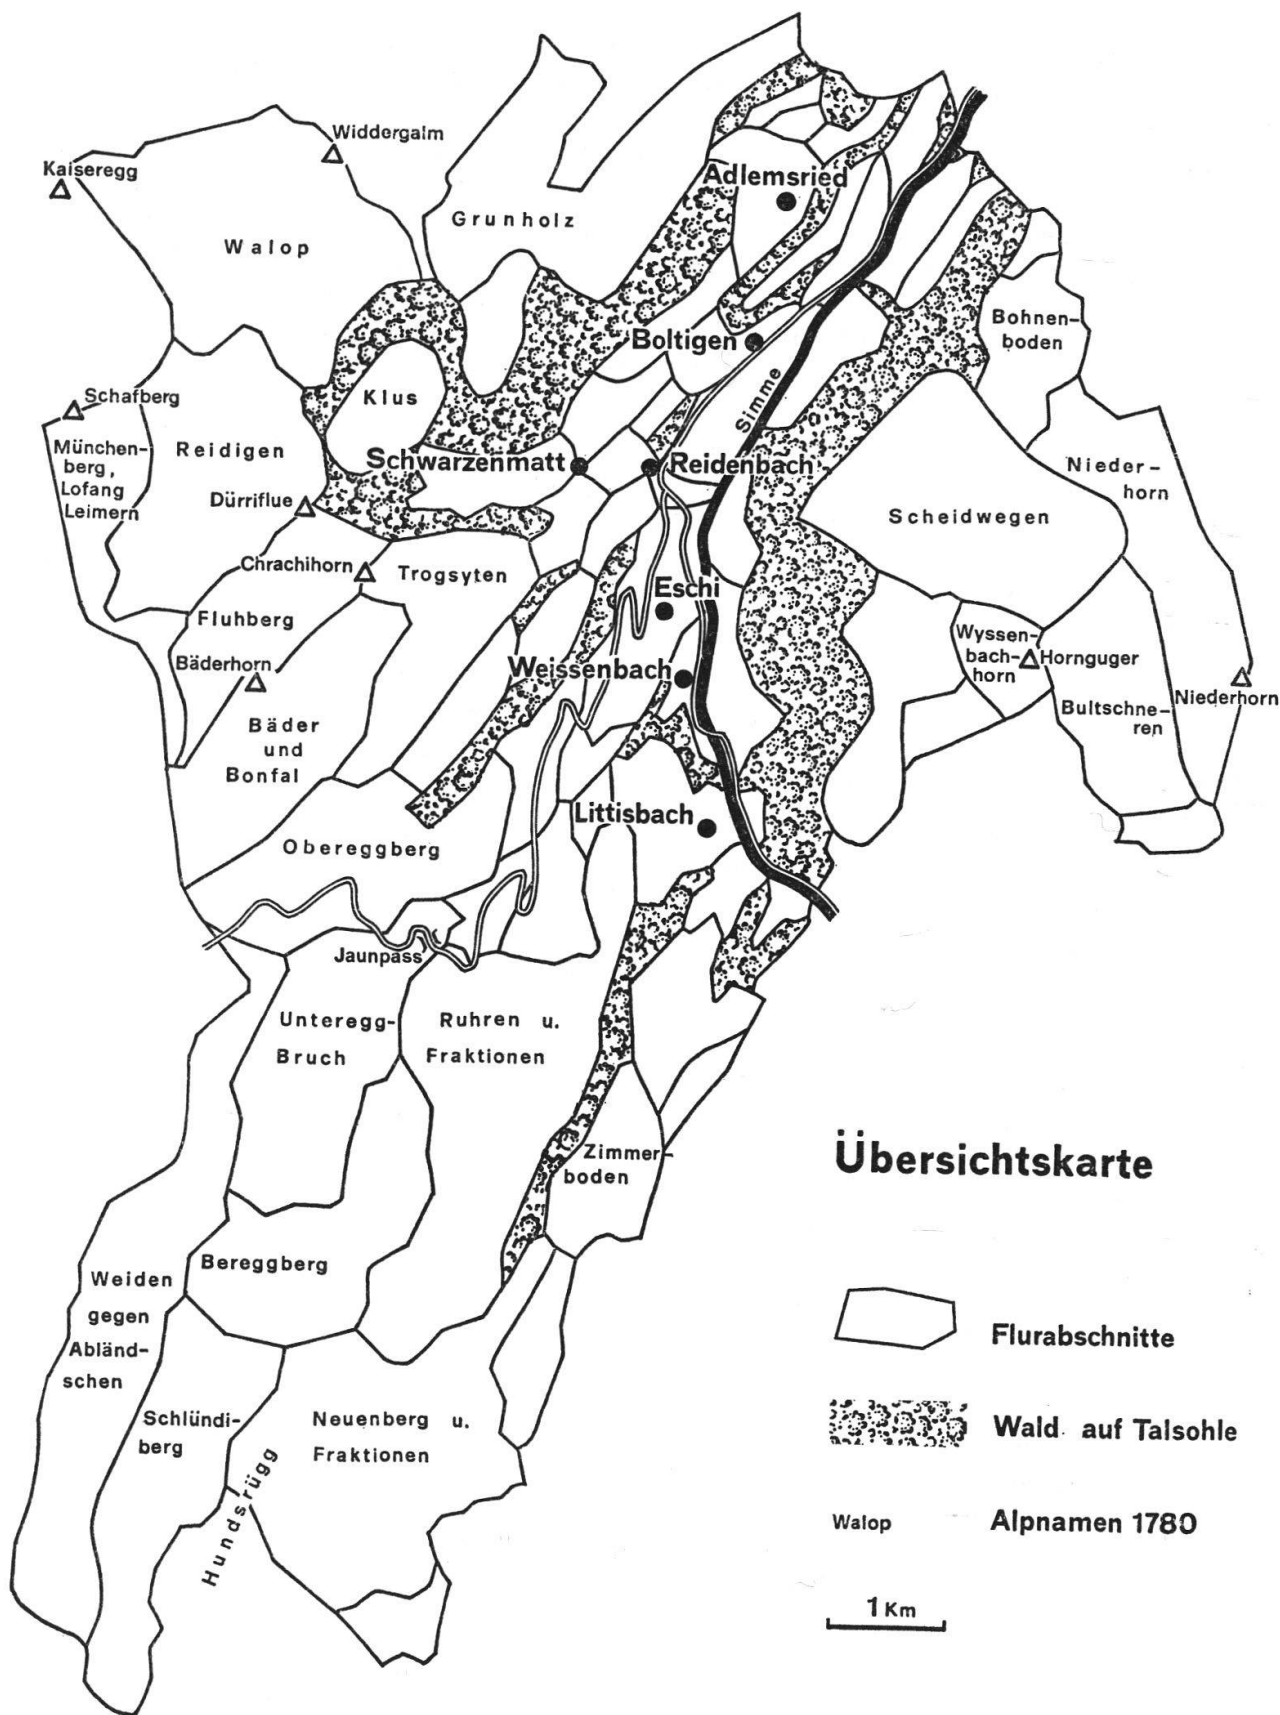 Widdergalm
Kaiseregg
Adlemsried
Grunholz
Walop
Bohnen-
boden
Boltigen
Simme
Schafberg
Klus
München-
berg,
Lofang
Leimern
Reidigen
Schwarzenmatt
Reidenbach
Nieder-
horn
Dürriflue
Scheidwegen
Chrachihorn
Trogsyten
Eschi
Fluhberg
Wyssen-
bach-
horn
Hornguger
Bäderhorn
Weissenbach
Niederhorn
Bultschne-
ren
Bäder
und
Bonfal
Littisbach
Obereggberg
Jaunpass
Unteregg-
Bruch
Ruhren u.
Fraktionen
Zimmer-
boden
Übersichtskarte
Bereggberg
Weiden
gegen
Abländ-
schen
Flurabschnitte
Schlündi-
berg
Neuenberg u.
Fraktionen
Hundsrügg
Wald auf Talsohle
Walop
Alpnamen 1780
1 Km